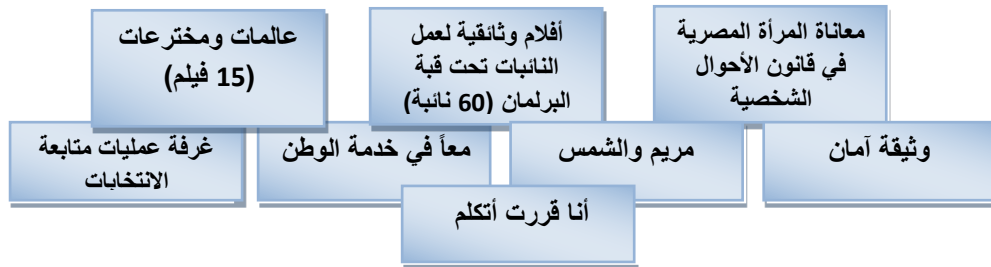 معاناة المرأة المصرية
في قانون الأحوال
الشخصية
أفلام وثائقية لعمل
النائبات تحت قبة
البرلمان (60 نائبة)
عالمات ومخترعات
(15 فيلم)
وثيقة آمان
مريم والشمس
معاً في خدمة الوطن
غرفة عمليات متابعة
الانتخابات
أنا قررت أتكلم